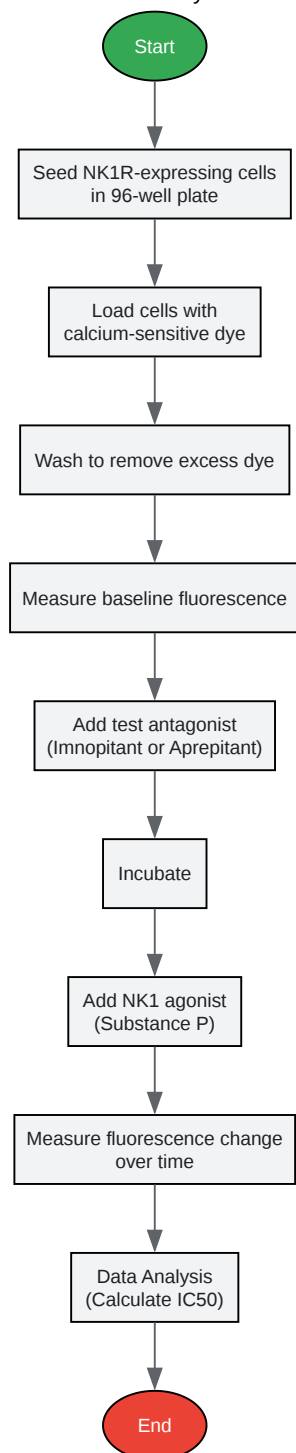 Start
Seed NK1R-expressing cells
in 96-well plate
Load cells with
calcium-sensitive dye
Wash to remove excess dye
Measure baseline fluorescence
Add test antagonist
(Imnopitant or Aprepitant)
Incubate
Add NK1 agonist
(Substance P)
Measure fluorescence change
over time
Data Analysis
(Calculate IC50)
End